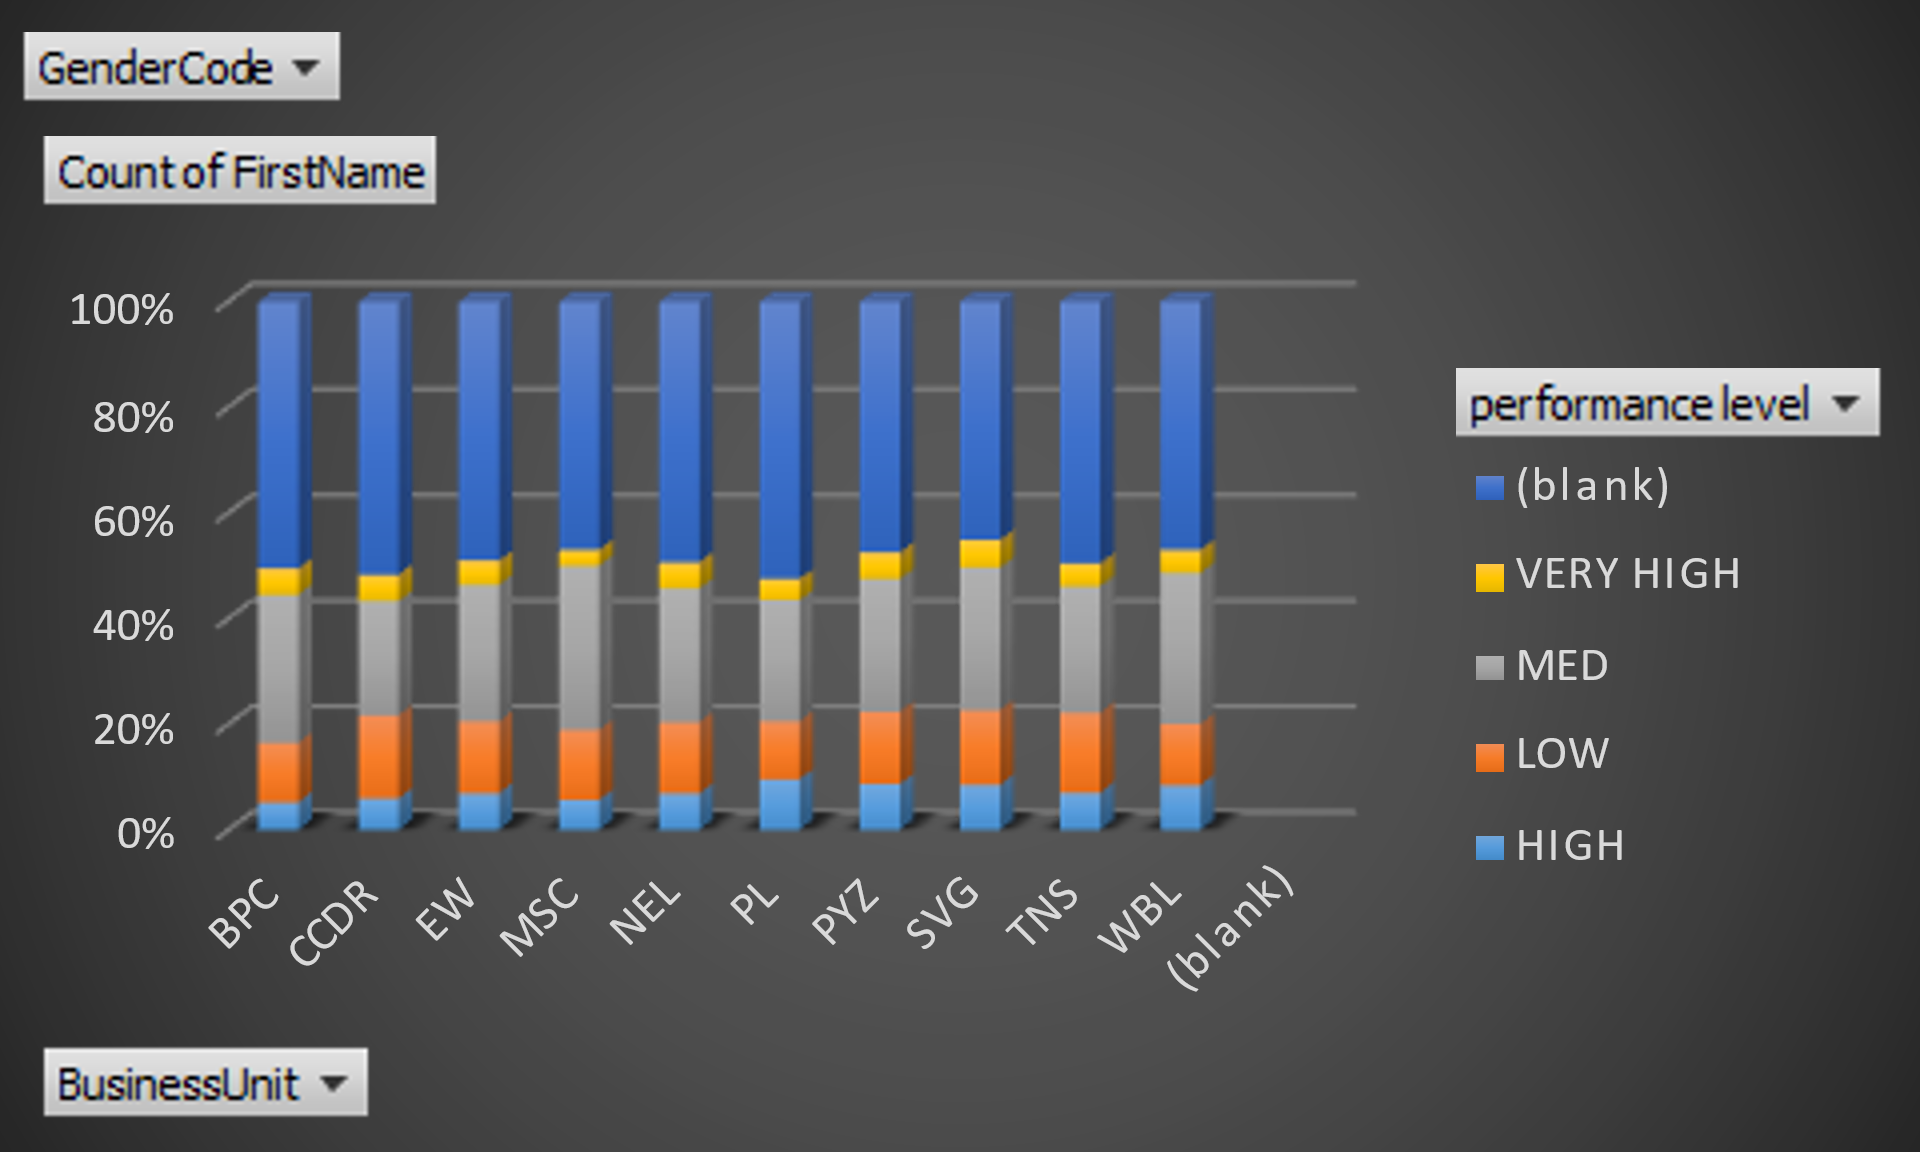 GenderCode
Count of FirstName
100%
80%
60%
40%
20%
0%
BPC
CCDR
EW
MSC
NEL
PL
PYZ
SVG
TNS
WBL
(blank)
performance level
(blank)
VERY HIGH
MED
LOW
HIGH
BusinessUnit